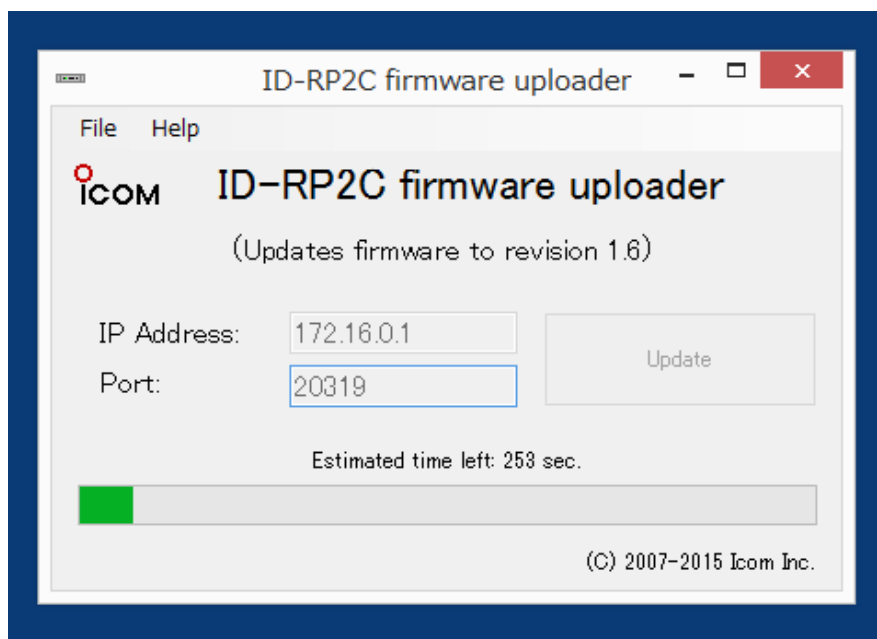 ID-RP2C firmware uploader
File Help
ICOM ID-RP2C firmware uploader
(Updates firmware to revision 1.6)
IP Address: 172.16.0.1
Update
Port: 20319
Estimated time left: 253 sec.
(C) 2007-2015 Icom Inc.